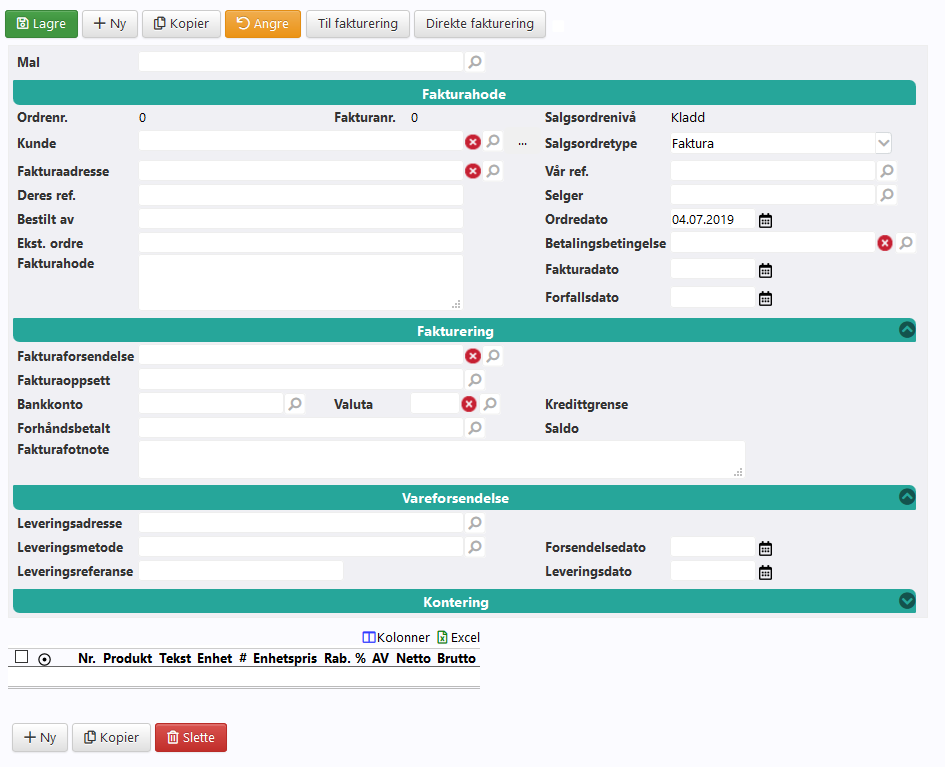 Lagre Ny Kopier Angre Til fakturering Direkte fakturering
Mal
Fakturahode
Ordrenr. 0 Fakturanr. 0 Salgsordrenivå Kladd
Kunde ... Salgsordretype Faktura
Fakturaadresse Vår ref.
Deres ref. Selger
Bestilt av Ordredato 04.07.2019
Ekst. ordre Betalingsbetingelse
Fakturahode Fakturadato
Forfallsdato
Fakturering
Fakturaforsendelse
Fakturaoppsett
Bankkonto Valuta Kredittgrense
Forhåndsbetalt Saldo
Fakturafotnote
Vareforsendelse
Leveringsadresse
Leveringsmetode Forsendelsedato
Leveringsreferanse Leveringsdato
Kontering
Kolonner Excel
Nr. Produkt Tekst Enhet # Enhetspris Rab. % AV Netto Brutto
Ny Kopier Slette